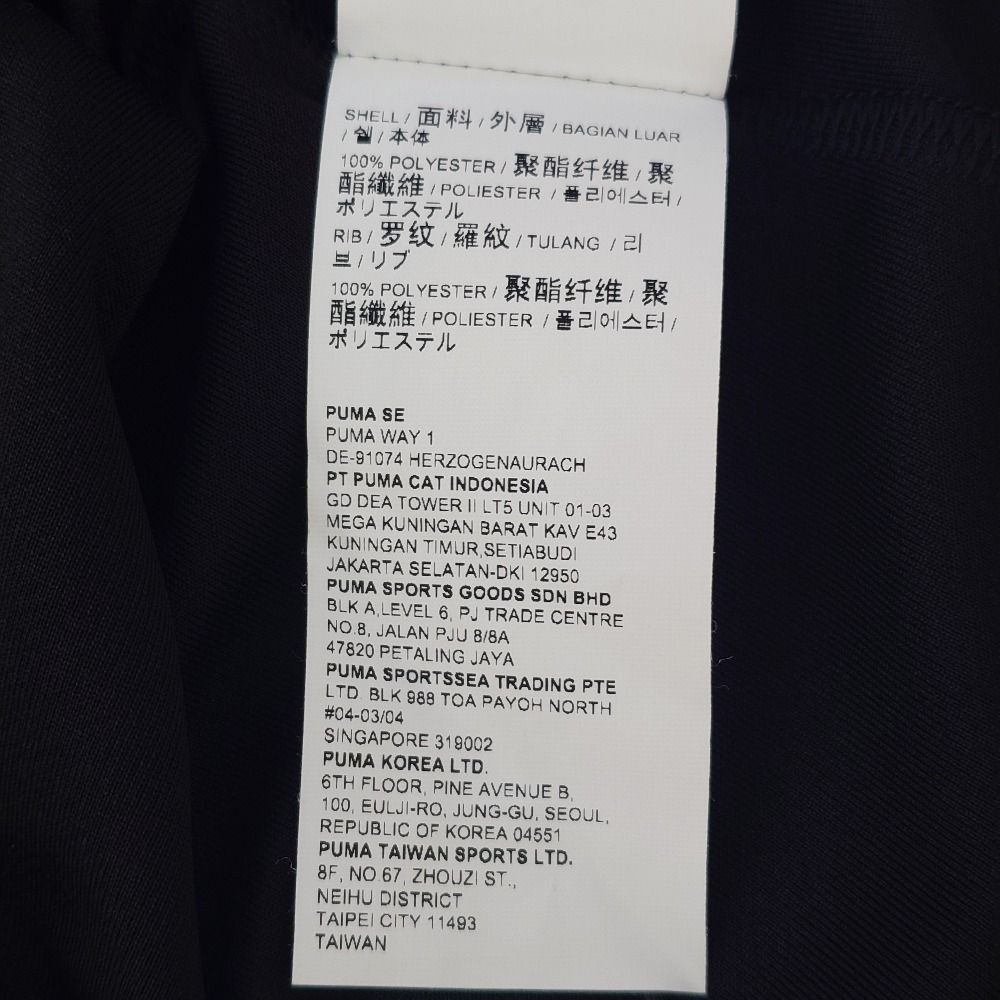 SHELL / 面料 / 外層 / BAGIAN LUAR
/ 쉘 / 本体
100% POLYESTER / 聚酯纤维 / 聚
酯纖維 / POLIESTER / 폴리에스터 /
ポリエステル
RIB / 罗纹 / 羅紋 / TULANG / 리
브 / リブ
100% POLYESTER / 聚酯纤维 / 聚
酯纖維 / POLIESTER / 폴리에스터 /
ポリエステル
PUMA SE
PUMA WAY 1
DE-91074 HERZOGENAURACH
PT PUMA CAT INDONESIA
GD DEA TOWER II LT5 UNIT 01-03
MEGA KUNINGAN BARAT KAV E43
KUNINGAN TIMUR,SETIABUDI
JAKARTA SELATAN-DKI 12950
PUMA SPORTS GOODS SDN BHD
BLK A,LEVEL 6, PJ TRADE CENTRE
NO.8, JALAN PJU 8/8A
47820 PETALING JAYA
PUMA SPORTSSEA TRADING PTE
LTD. BLK 988 TOA PAYOH NORTH
#04-03/04
SINGAPORE 319002
PUMA KOREA LTD.
6TH FLOOR, PINE AVENUE B,
100, EULJI-RO, JUNG-GU, SEOUL,
REPUBLIC OF KOREA 04551
PUMA TAIWAN SPORTS LTD.
8F, NO.67, ZHOUZI ST.,
NEIHU DISTRICT
TAIPEI CITY 11493
TAIWAN